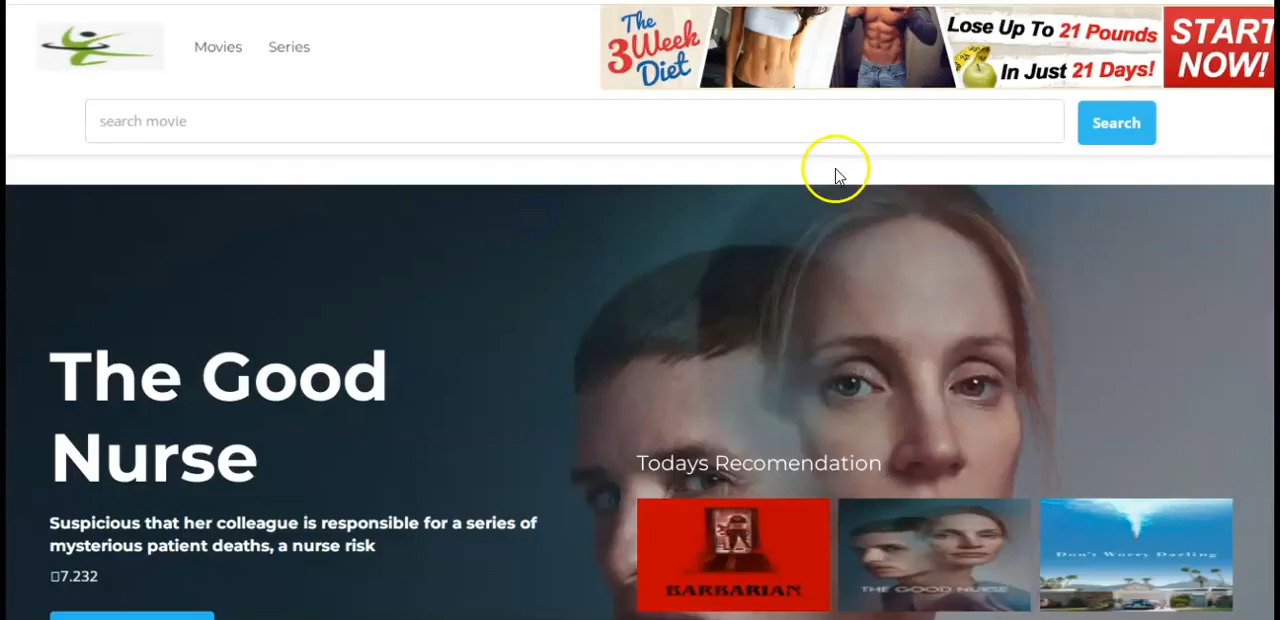 Movies Series
The
3Week
Diet
Lose Up To 21 Pounds
In Just 21 Days!
START
NOW!
search movie
Search
The Good
Nurse
Suspicious that her colleague is responsible for a series of
mysterious patient deaths, a nurse risk
7.232
Todays Recomendation
BARBARIAN
THE GOOD NURSE
Don't Worry Darling